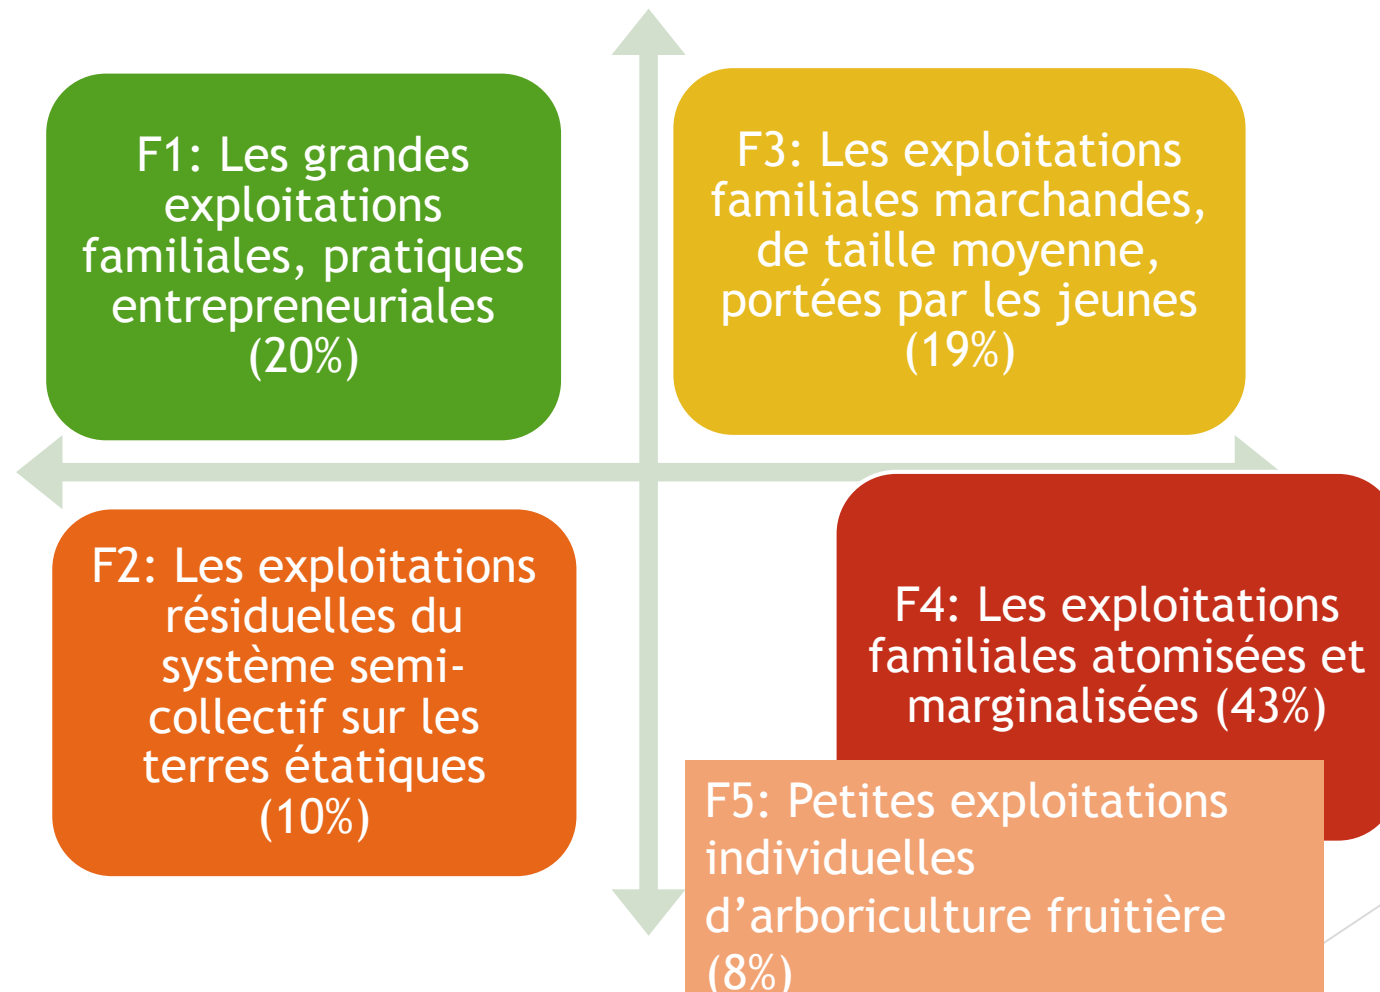 F1: Les grandes
exploitations
familiales, pratiques
entrepreneuriales
(20%)
F3: Les exploitations
familiales marchandes,
de taille moyenne,
portées par les jeunes
(19%)
F2: Les exploitations
résiduelles du
système semi-
collectif sur les
terres étatiques
(10%)
F4: Les exploitations
familiales atomisées et
marginalisées (43%)
F5: Petites exploitations
individuelles
d’arboriculture fruitière
(8%)